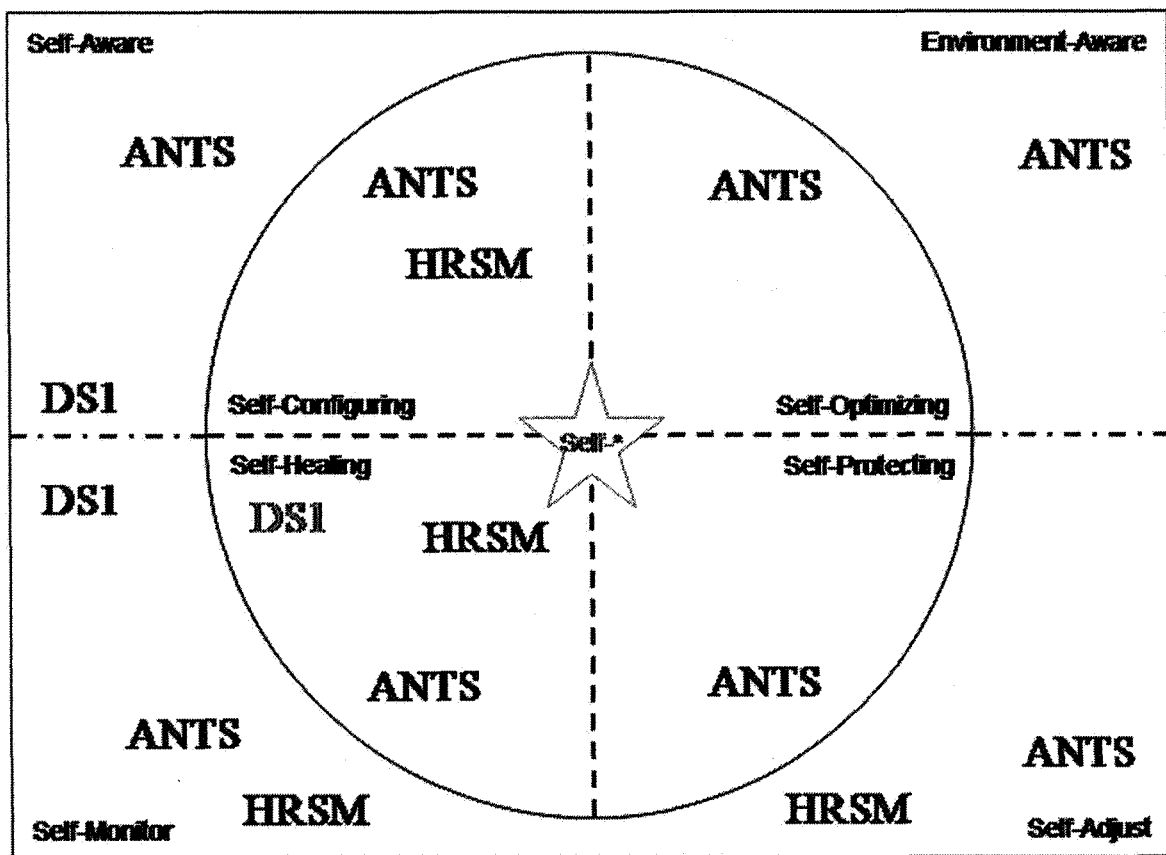 Self-Aware
Environment-Aware
ANTS
ANTS
ANTS
ANTS
HRSM
DS1
Self-Configuring
Self-Optimizing
Self-*
Self-Healing
Self-Protecting
DS1
DS1
HRSM
ANTS
ANTS
ANTS
ANTS
HRSM
HRSM
Self-Monitor
Self-Adjust